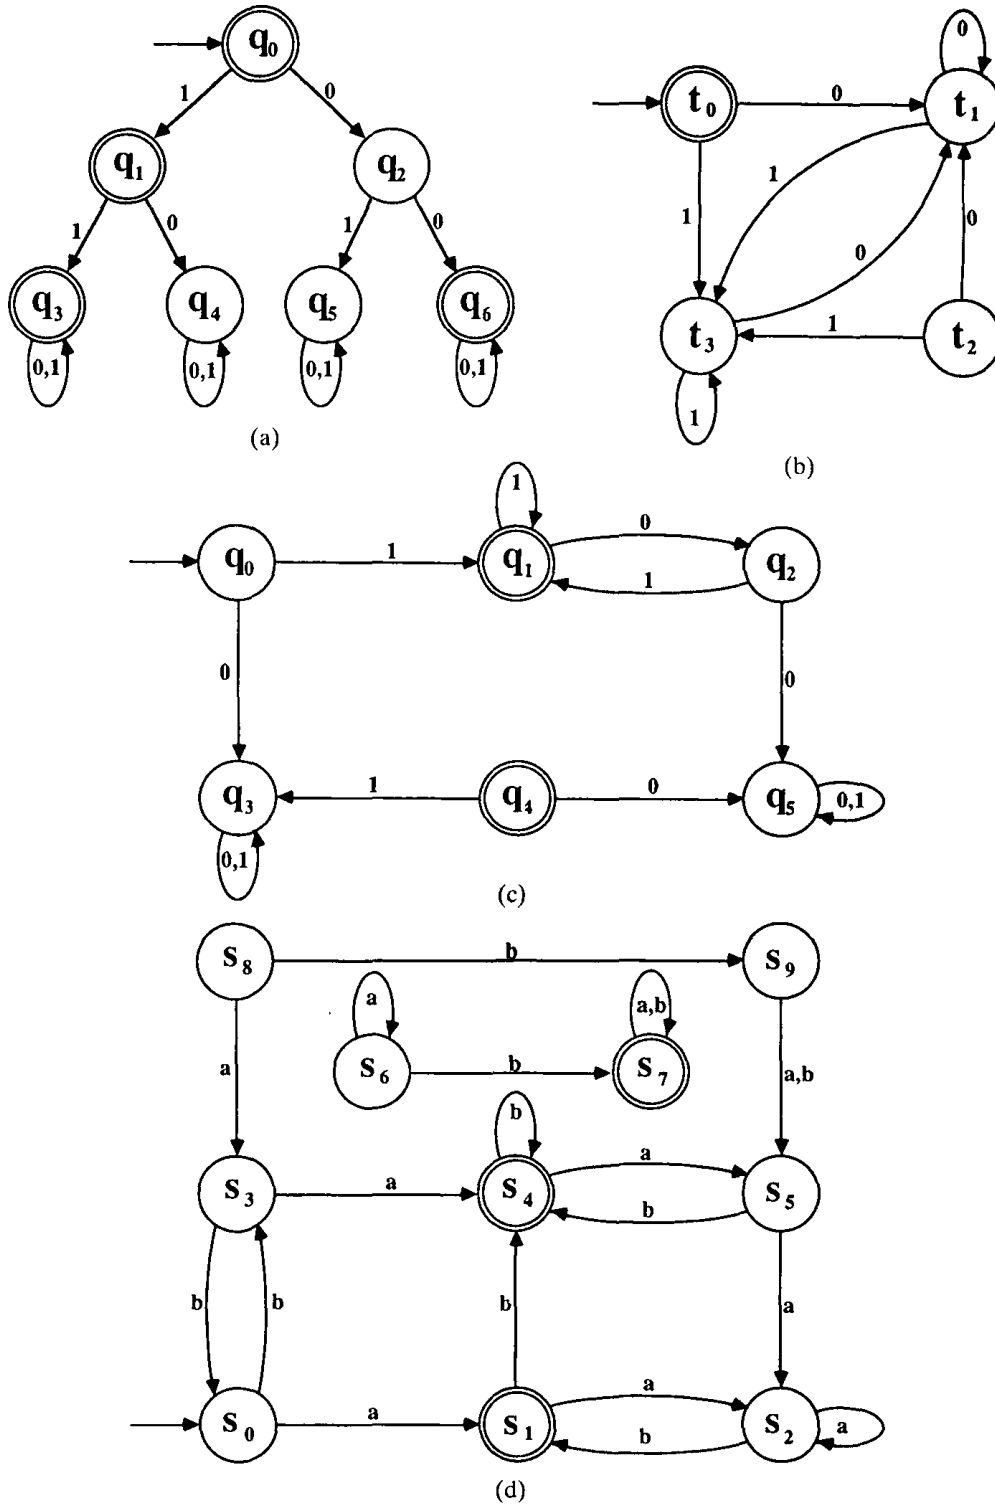 q0
1 0
q1 q2
1 0 1 0
q3 q4 q5 q6
0,1 0,1 0,1 0,1
(a)
0
t0 0 t1
1 1 0 0
t3 1 t2
1
(b)
1
q0 1 q1 0 q2
1
0 0
q3 1 q4 0 q5 0,1
0,1
(c)
s8 b s9
a a,b
s6 b s7
a a,b
b
s3 a s4 a s5
b
b b b a
s0 a s1 a s2 a
b
(d)